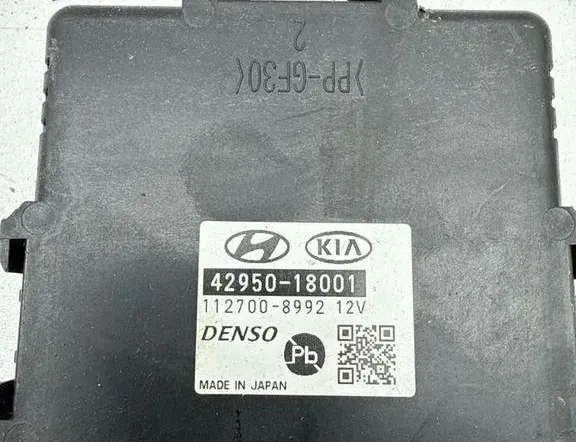 2
>PP-GF30<
KIA
42950-18001
112700-8992 12V
DENSO
Pb
MADE IN JAPAN